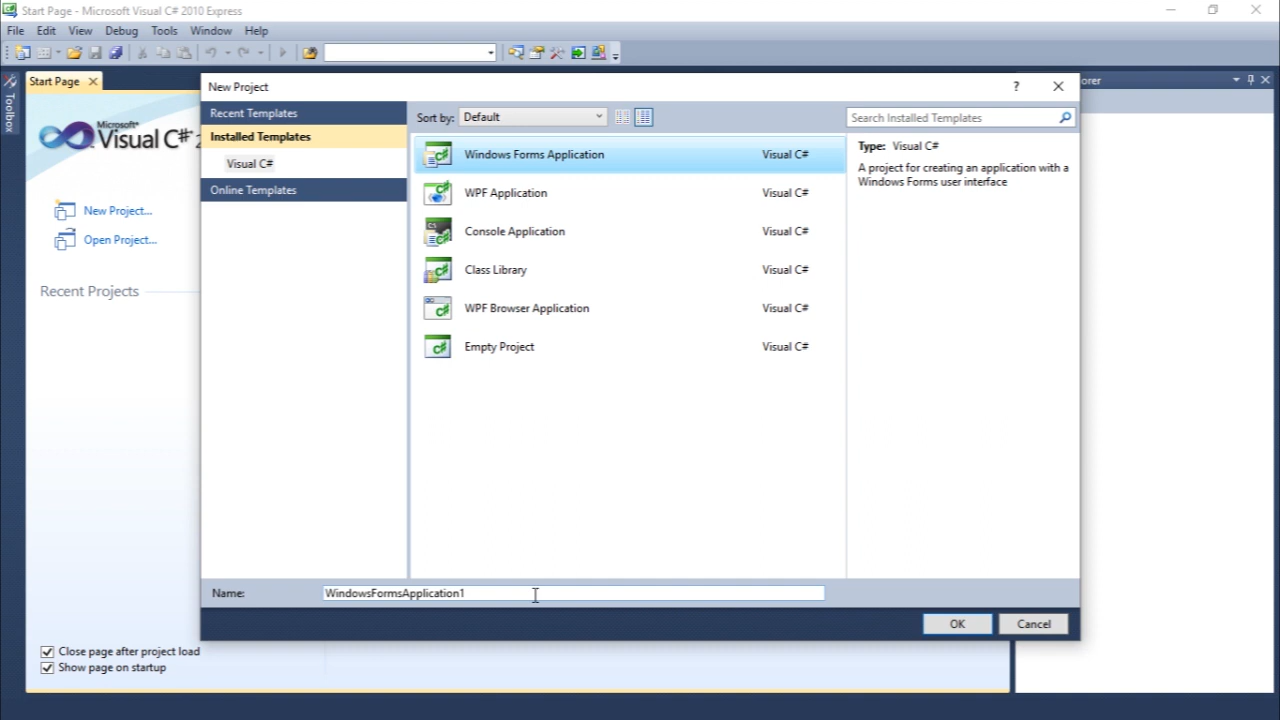 Start Page - Microsoft Visual C# 2010 Express
File Edit View Debug Tools Window Help
Toolbox
Start Page
Microsoft
Visual C#
New Project...
Open Project...
Recent Projects
Close page after project load
Show page on startup
New Project
?
Recent Templates
Installed Templates
Visual C#
Online Templates
Sort by: Default
Windows Forms Application Visual C#
WPF Application Visual C#
Console Application Visual C#
Class Library Visual C#
WPF Browser Application Visual C#
Empty Project Visual C#
Search Installed Templates
Type: Visual C#
A project for creating an application with a
Windows Forms user interface
Name: WindowsFormsApplication1
OK Cancel
orer